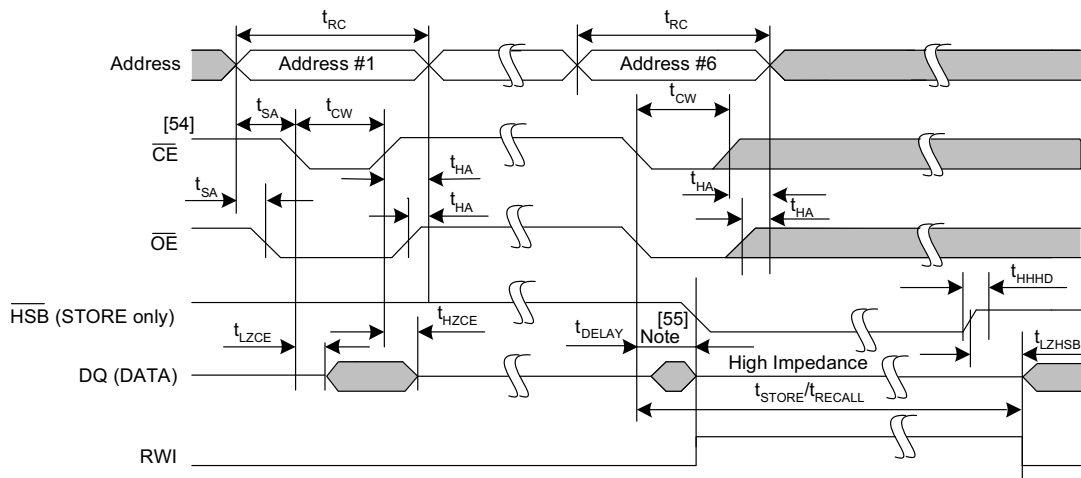 tRC
tRC
Address
Address #1
Address #6
tSA
tCW
tCW
[54]
CE
tHA
tHA
tSA
tHA
tHA
OE
tHHHD
HSB (STORE only)
tHZCE
[55]
tLZCE
tDELAY
Note
tLZHSB
High Impedance
DQ (DATA)
tSTORE/tRECALL
RWI